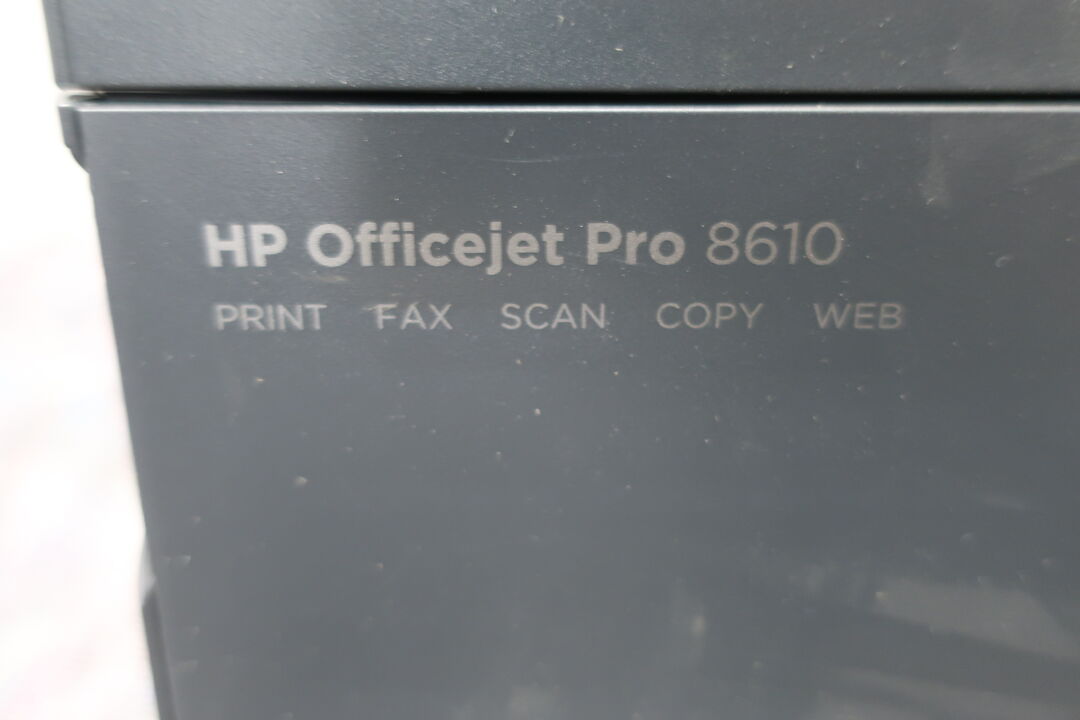 HP Officejet Pro 8610
PRINT FAX SCAN COPY WEB